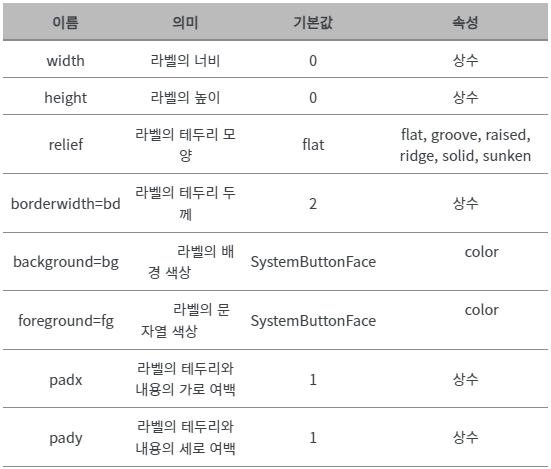 이름 의미 기본값 속성
width 라벨의 너비 0 상수
height 라벨의 높이 0 상수
relief 라벨의 테두리 모
양 flat flat, groove, raised,
ridge, solid, sunken
borderwidth=bd 라벨의 테두리 두
께 2 상수
background=bg 라벨의 배
경 색상 SystemButtonFace color
foreground=fg 라벨의 문
자열 색상 SystemButtonFace color
padx 라벨의 테두리와
내용의 가로 여백 1 상수
pady 라벨의 테두리와
내용의 세로 여백 1 상수